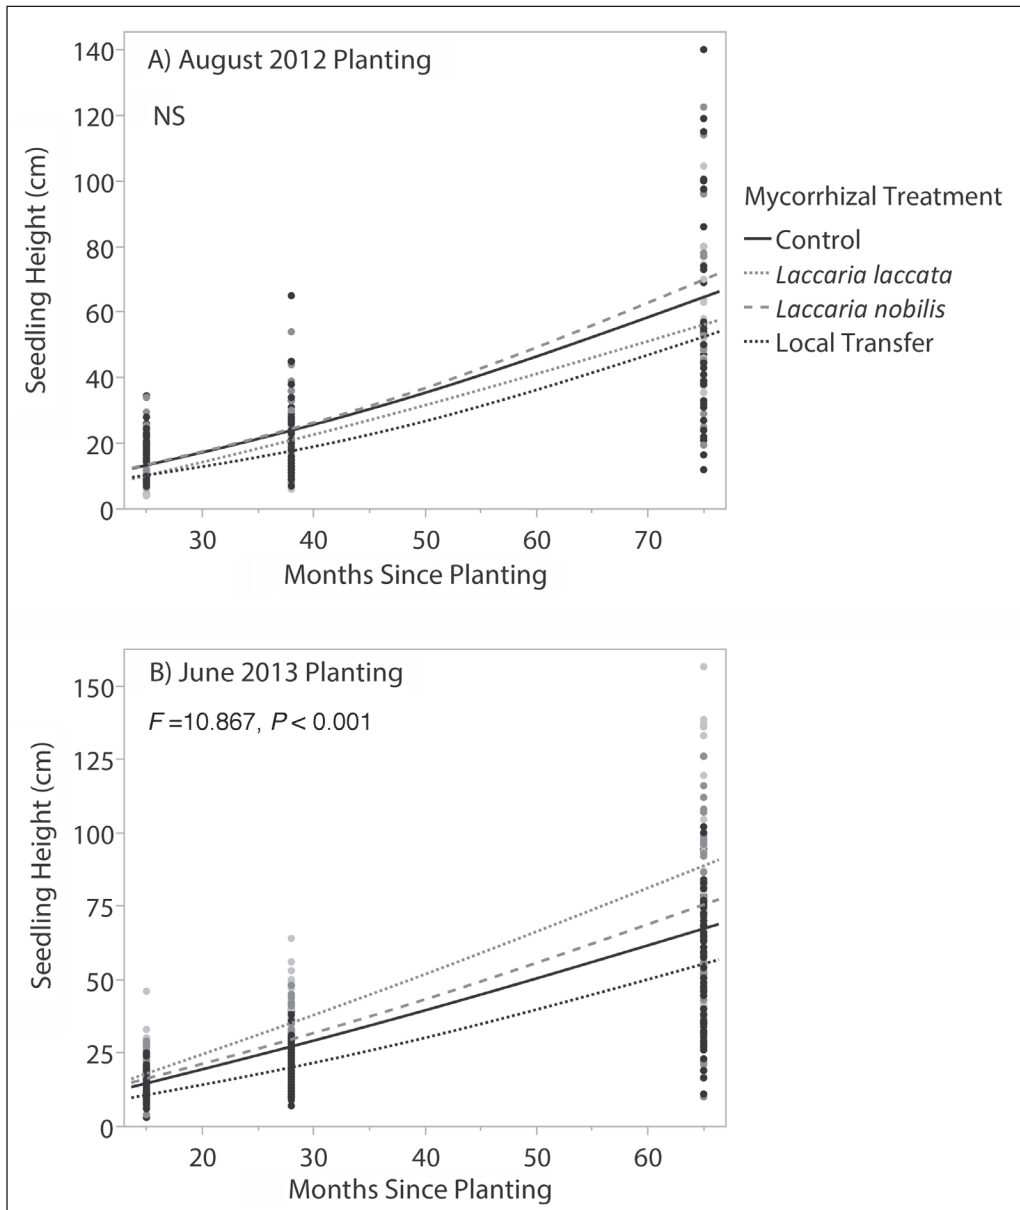 A) August 2012 Planting
NS
140
120
100
80
60
40
20
0
Seedling Height (cm)
30 40 50 60 70
Months Since Planting
Mycorrhizal Treatment
Control
Laccaria laccata
Laccaria nobilis
Local Transfer
B) June 2013 Planting
F =10.867, P < 0.001
150
125
100
75
50
25
0
Seedling Height (cm)
20 30 40 50 60
Months Since Planting